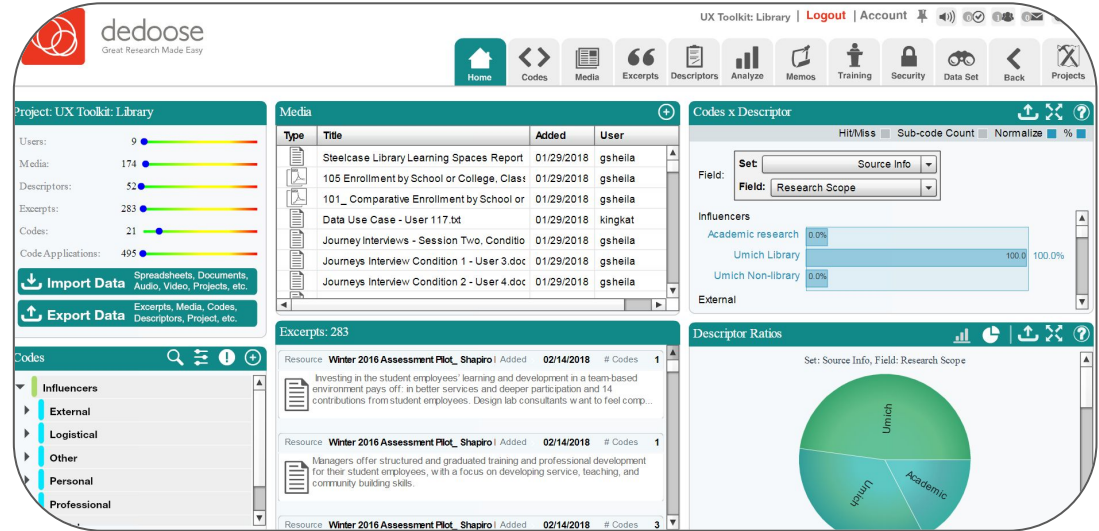 dedoose
Great Research Made Easy
UX Toolkit: Library | Logout | Account
Home
Codes
Media
Excerpts
Descriptors
Analyze
Memos
Training
Security
Data Set
Back
Projects
Project: UX Toolkit: Library
Users: 9
Media: 174
Descriptors: 52
Excerpts: 283
Codes: 21
Code Applications: 495
Import Data Spreadsheets, Documents,
Audio, Video, Projects, etc.
Export Data Excerpts, Media, Codes,
Descriptors, Project, etc.
Codes
Influencers
External
Logistical
Other
Personal
Professional
Media
Type Title Added User
Steelcase Library Learning Spaces Report 01/29/2018 gsheila
105 Enrollment by School or College, Class 01/29/2018 gsheila
101_ Comparative Enrollment by School or 01/29/2018 gsheila
Data Use Case - User 117.txt 01/29/2018 kingkat
Journey Interviews - Session Two, Conditio 01/29/2018 gsheila
Journeys Interview Condition 1 - User 3.doc 01/29/2018 gsheila
Journeys Interview Condition 2 - User 4.doc 01/29/2018 gsheila
Excerpts: 283
Resource Winter 2016 Assessment Pilot_ Shapiro | Added 02/14/2018 # Codes 1
Investing in the student employees' learning and development in a team-based
environment pays off: in better services and deeper participation and 14
contributions from student employees. Design lab consultants want to feel comp...
Resource Winter 2016 Assessment Pilot_ Shapiro | Added 02/14/2018 # Codes 1
Managers offer structured and graduated training and professional development
for their student employees, with a focus on developing service, teaching, and
community building skills.
Resource Winter 2016 Assessment Pilot_ Shapiro | Added 02/14/2018 # Codes 3
Codes x Descriptor
Hit/Miss Sub-code Count Normalize %
Field:
Set: Source Info
Field: Research Scope
Influencers
Academic research 0.0%
Umich Library 100.0 100.0%
Umich Non-library 0.0%
External
Descriptor Ratios
Set: Source Info, Field: Research Scope
Umich
Academic
Umich